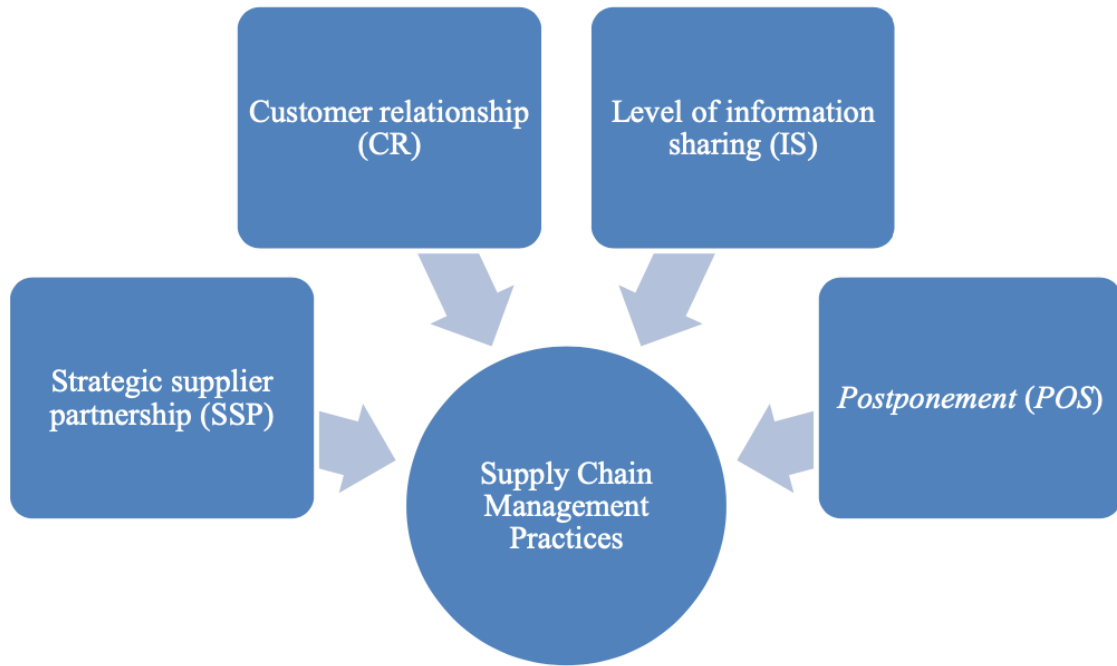 Customer relationship
(CR)
Level of information
sharing (IS)
Strategic supplier
partnership (SSP)
Postponement (POS)
Supply Chain
Management
Practices